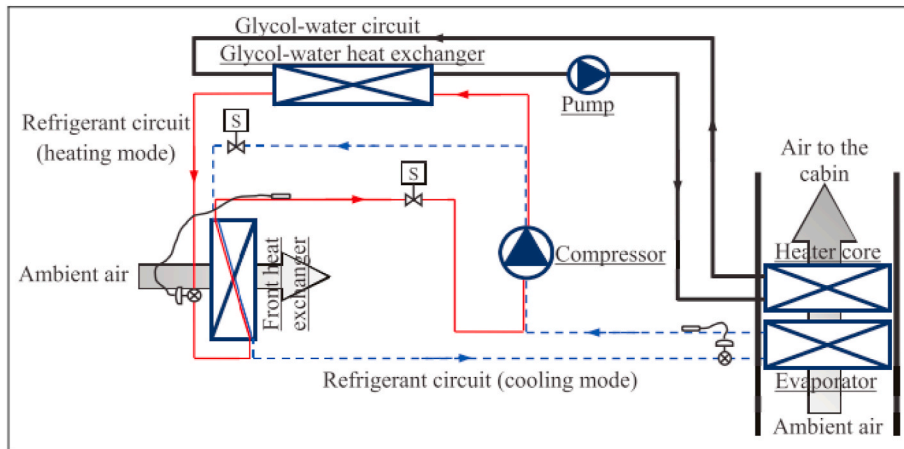 Glycol-water circuit
Glycol-water heat exchanger
Pump
Refrigerant circuit
(heating mode)
S
S
Air to the
cabin
Compressor
Heater core
Ambient air
Front heat
exchanger
Refrigerant circuit (cooling mode)
Evaporator
Ambient air